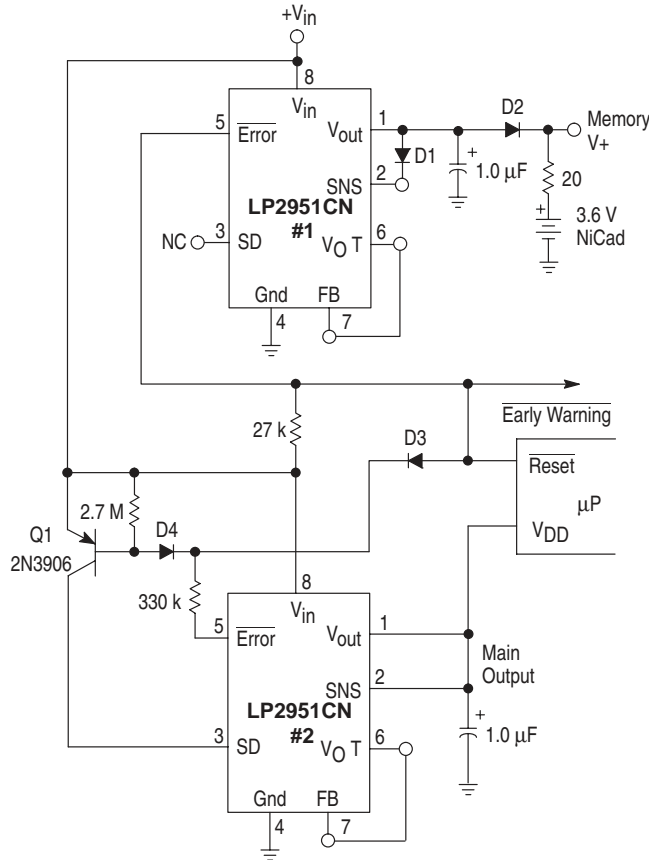 +Vin
8
Vin
5
Error
Vout
1
D1
D2
Memory
V+
+
1.0 μF
20
SNS
2
LP2951CN
#1
+
3.6 V
NiCad
NC
3
SD
VO T
6
Gnd
FB
4
7
27 k
Early Warning
D3
Reset
μP
VDD
2.7 M
D4
Q1
2N3906
330 k
8
Vin
5
Error
Vout
1
Main
Output
SNS
2
LP2951CN
#2
+
1.0 μF
3
SD
VO T
6
Gnd
FB
4
7